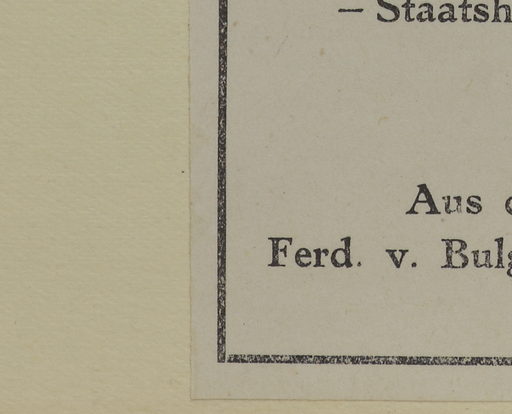 – Staatsh
Aus
Ferd. v. Bulg